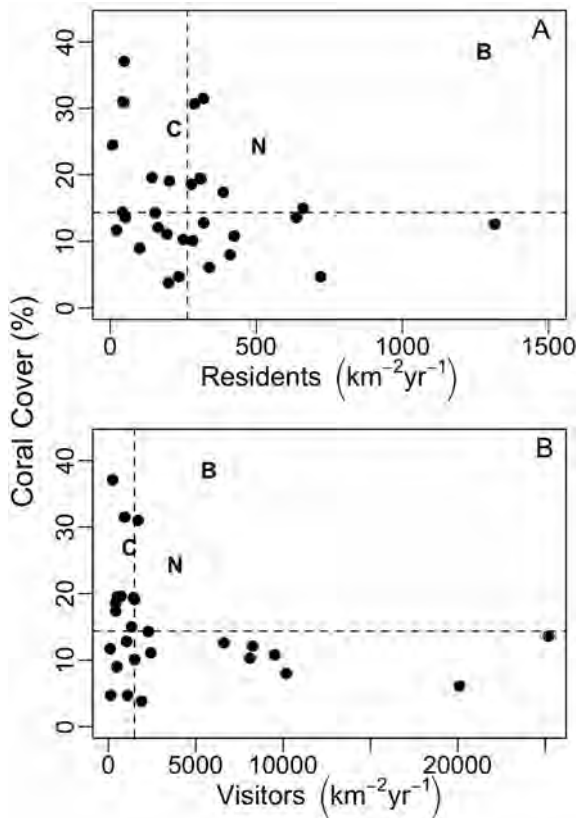 A
B
C
N
40
30
20
10
0
0 500 1000 1500
Residents (km⁻²yr⁻¹)
Coral Cover (%)
B
B
C
N
40
30
20
10
0
0 5000 10000 20000
Visitors (km⁻²yr⁻¹)